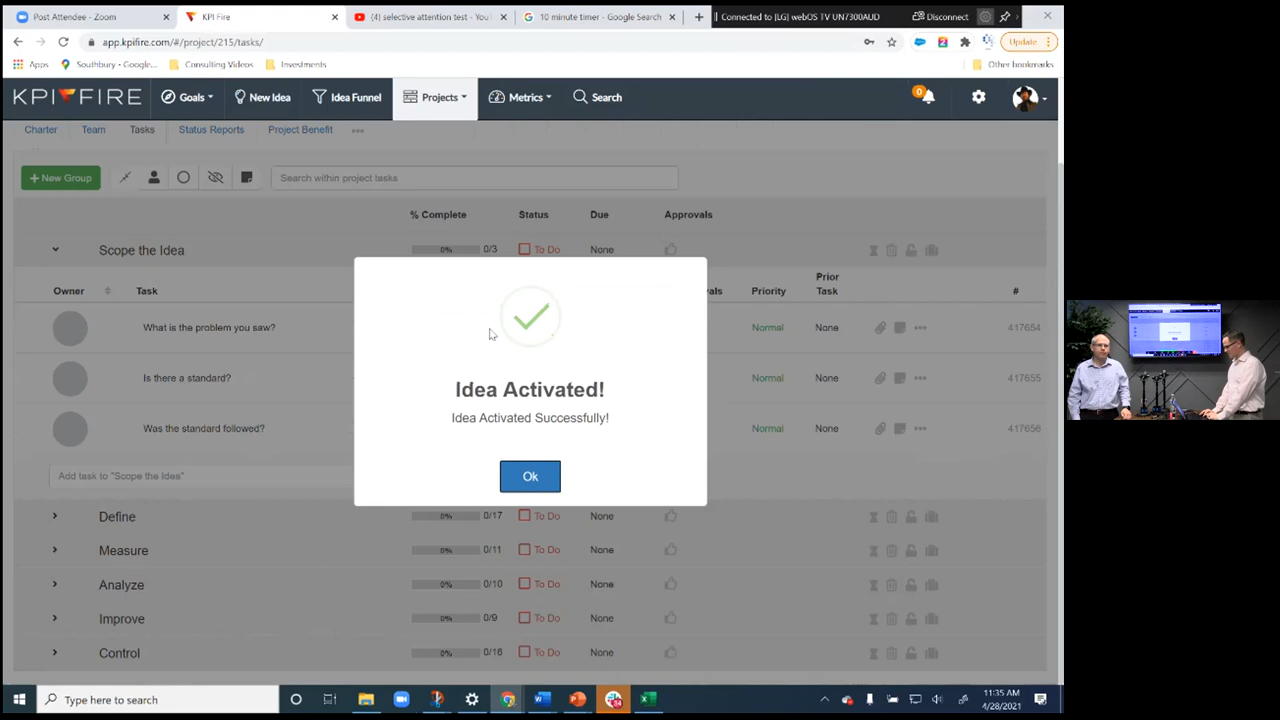 Post Attendee - Zoom
KPI Fire
(4) selective attention test - You
10 minute timer - Google Search
Connected to [LG] webOS TV UN7300AUD
Disconnect
app.kpifire.com/#/project/215/tasks/
Update
Apps
Southbury - Google...
Consulting Videos
Investments
Other bookmarks
KPI FIRE
Goals
New Idea
Idea Funnel
Projects
Metrics
Search
0
Charter
Team
Tasks
Status Reports
Project Benefit
+ New Group
Search within project tasks
% Complete
Status
Due
Approvals
Scope the Idea
0%
0/3
To Do
None
Owner
Task
vals
Priority
Prior
Task
#
What is the problem you saw?
Normal
None
417654
Is there a standard?
Normal
None
417655
Was the standard followed?
Normal
None
417656
Add task to "Scope the Idea"
Idea Activated!
Idea Activated Successfully!
Ok
Define
0%
0/17
To Do
None
Measure
0%
0/11
To Do
None
Analyze
0%
0/10
To Do
None
Improve
0%
0/9
To Do
None
Control
0%
0/16
To Do
None
Type here to search
11:35 AM
4/28/2021